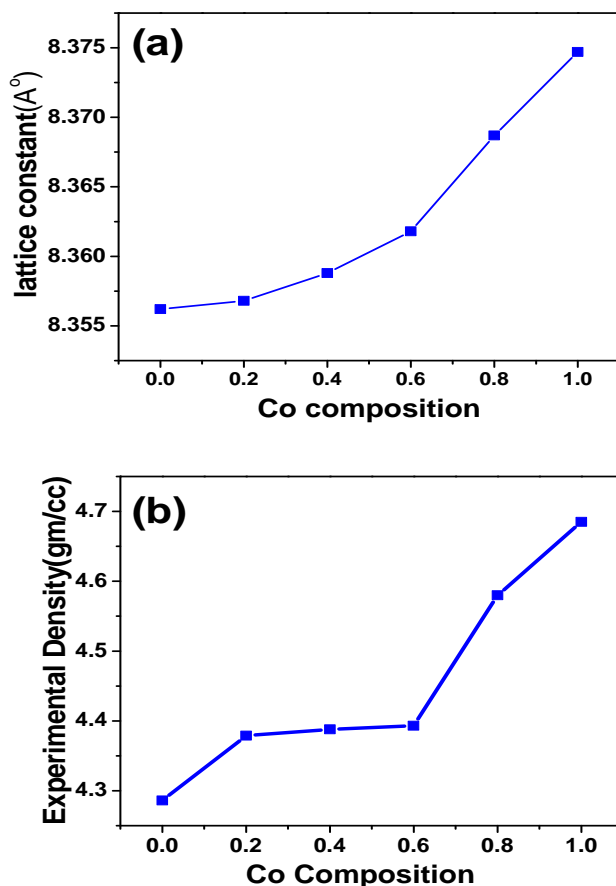 (a)
lattice constant(A°)
8.375
8.370
8.365
8.360
8.355
0.0 0.2 0.4 0.6 0.8 1.0
Co composition
(b)
Experimental Density(gm/cc)
4.7
4.6
4.5
4.4
4.3
0.0 0.2 0.4 0.6 0.8 1.0
Co Composition